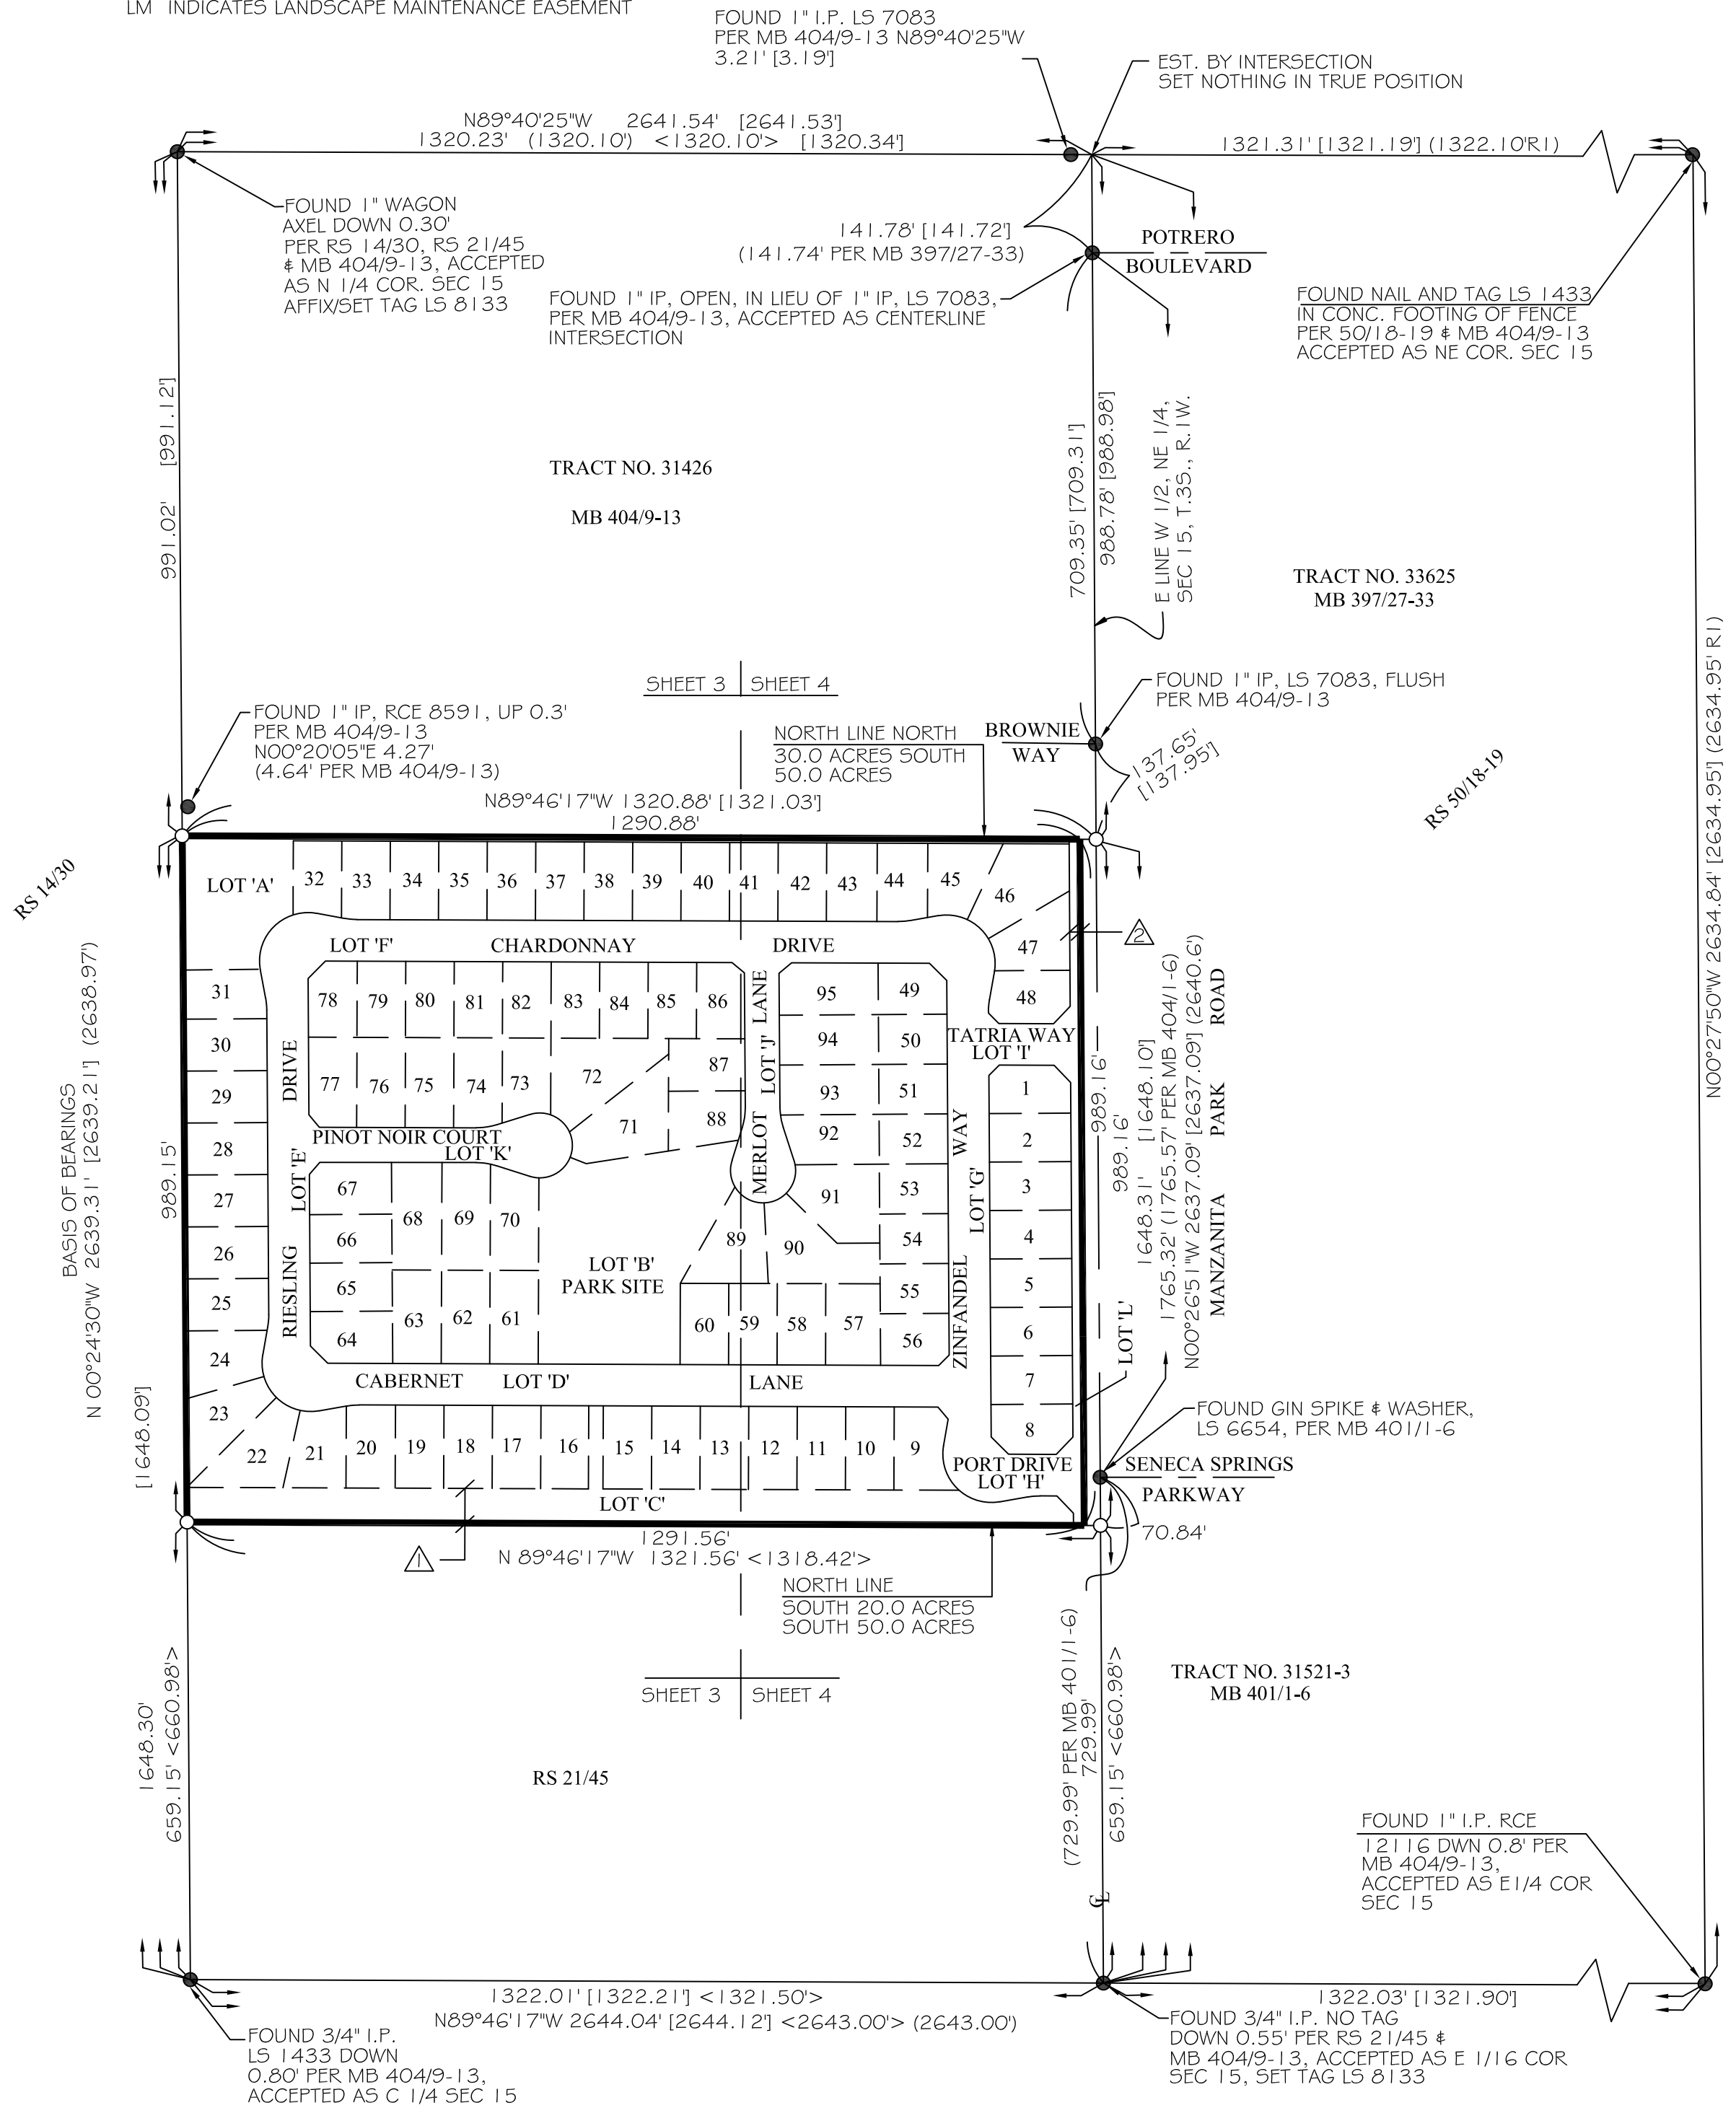 LM INDICATES LANDSCAPE MAINTENANCE EASEMENT
FOUND 1" I.P. LS 7083
PER MB 404/9-13 N89°40'25"W
3.21' [3.19']
EST. BY INTERSECTION
SET NOTHING IN TRUE POSITION
N89°40'25"W 2641.54' [2641.53']
1320.23' (1320.10') <1320.10'> [1320.34']
1321.31' [1321.19'] (1322.10'R1)
FOUND 1" WAGON
AXEL DOWN 0.30'
PER RS 14/30, RS 21/45
& MB 404/9-13, ACCEPTED
AS N 1/4 COR. SEC 15
AFFIX/SET TAG LS 8133
141.78' [141.72']
(141.74' PER MB 397/27-33)
POTRERO
BOULEVARD
FOUND 1" IP, OPEN, IN LIEU OF 1" IP, LS 7083,
PER MB 404/9-13, ACCEPTED AS CENTERLINE
INTERSECTION
FOUND NAIL AND TAG LS 1433
IN CONC. FOOTING OF FENCE
PER 50/18-19 & MB 404/9-13
ACCEPTED AS NE COR. SEC 15
991.02' [991.12']
TRACT NO. 31426
MB 404/9-13
709.35' [709.31']
988.78' [988.98']
E LINE W 1/2, NE 1/4,
SEC 15, T.3S., R.1W.
TRACT NO. 33625
MB 397/27-33
N00°27'50"W 2634.84' [2634.95'] (2634.95' R1)
SHEET 3 SHEET 4
FOUND 1" IP, LS 7083, FLUSH
PER MB 404/9-13
FOUND 1" IP, RCE 8591, UP 0.3'
PER MB 404/9-13
N00°20'05"E 4.27'
(4.64' PER MB 404/9-13)
NORTH LINE NORTH
30.0 ACRES SOUTH
50.0 ACRES
BROWNIE
WAY
137.65'
[137.95']
RS 50/18-19
N89°46'17"W 1320.88' [1321.03']
1290.88'
RS 14/30
LOT 'A' 32 33 34 35 36 37 38 39 40 41 42 43 44 45 46
47
48
2
LOT 'F' CHARDONNAY DRIVE
31
30
29
28
27
26
25
24
23
22
78 79 80 81 82 83 84 85 86
77 76 75 74 73 72
71
87
88
95 49
94 50
93 51
92 52
91 53
54
55
56
TATRIA WAY
LOT 'I'
PINOT NOIR COURT
LOT 'K'
RIESLING LOT 'E' DRIVE
MERLOT LOT 'J' LANE
ZINFANDEL LOT 'G' WAY
67
66
65
64
68 69 70
63 62 61
LOT 'B'
PARK SITE
89 90
60 59 58 57
1
2
3
4
5
6
7
8
LOT 'L'
CABERNET LOT 'D' LANE
21 20 19 18 17 16 15 14 13 12 11 10 9
PORT DRIVE
LOT 'H'
LOT 'C'
BASIS OF BEARINGS
N 00°24'30"W 2639.31' [2639.21'] (2638.97')
989.15'
[1648.09']
989.16'
989.16'
1648.31' [1648.10']
1765.32' (1765.57' PER MB 401/1-6)
N00°26'51"W 2637.09' [2637.09'] (2640.6')
MANZANITA PARK ROAD
FOUND GIN SPIKE & WASHER,
LS 6654, PER MB 401/1-6
SENECA SPRINGS
PARKWAY
70.84'
1
1291.56'
N 89°46'17"W 1321.56' <1318.42'>
NORTH LINE
SOUTH 20.0 ACRES
SOUTH 50.0 ACRES
SHEET 3 SHEET 4
1648.30'
659.15' <660.98'>
RS 21/45
(729.99' PER MB 401/1-6)
729.99'
659.15' <660.98'>
TRACT NO. 31521-3
MB 401/1-6
FOUND 1" I.P. RCE
12116 DWN 0.8' PER
MB 404/9-13,
ACCEPTED AS E1/4 COR
SEC 15
CL
1322.01' [1322.21'] <1321.50'>
N89°46'17"W 2644.04' [2644.12'] <2643.00'> (2643.00')
1322.03' [1321.90']
FOUND 3/4" I.P.
LS 1433 DOWN
0.80' PER MB 404/9-13,
ACCEPTED AS C 1/4 SEC 15
FOUND 3/4" I.P. NO TAG
DOWN 0.55' PER RS 21/45 &
MB 404/9-13, ACCEPTED AS E 1/16 COR
SEC 15, SET TAG LS 8133